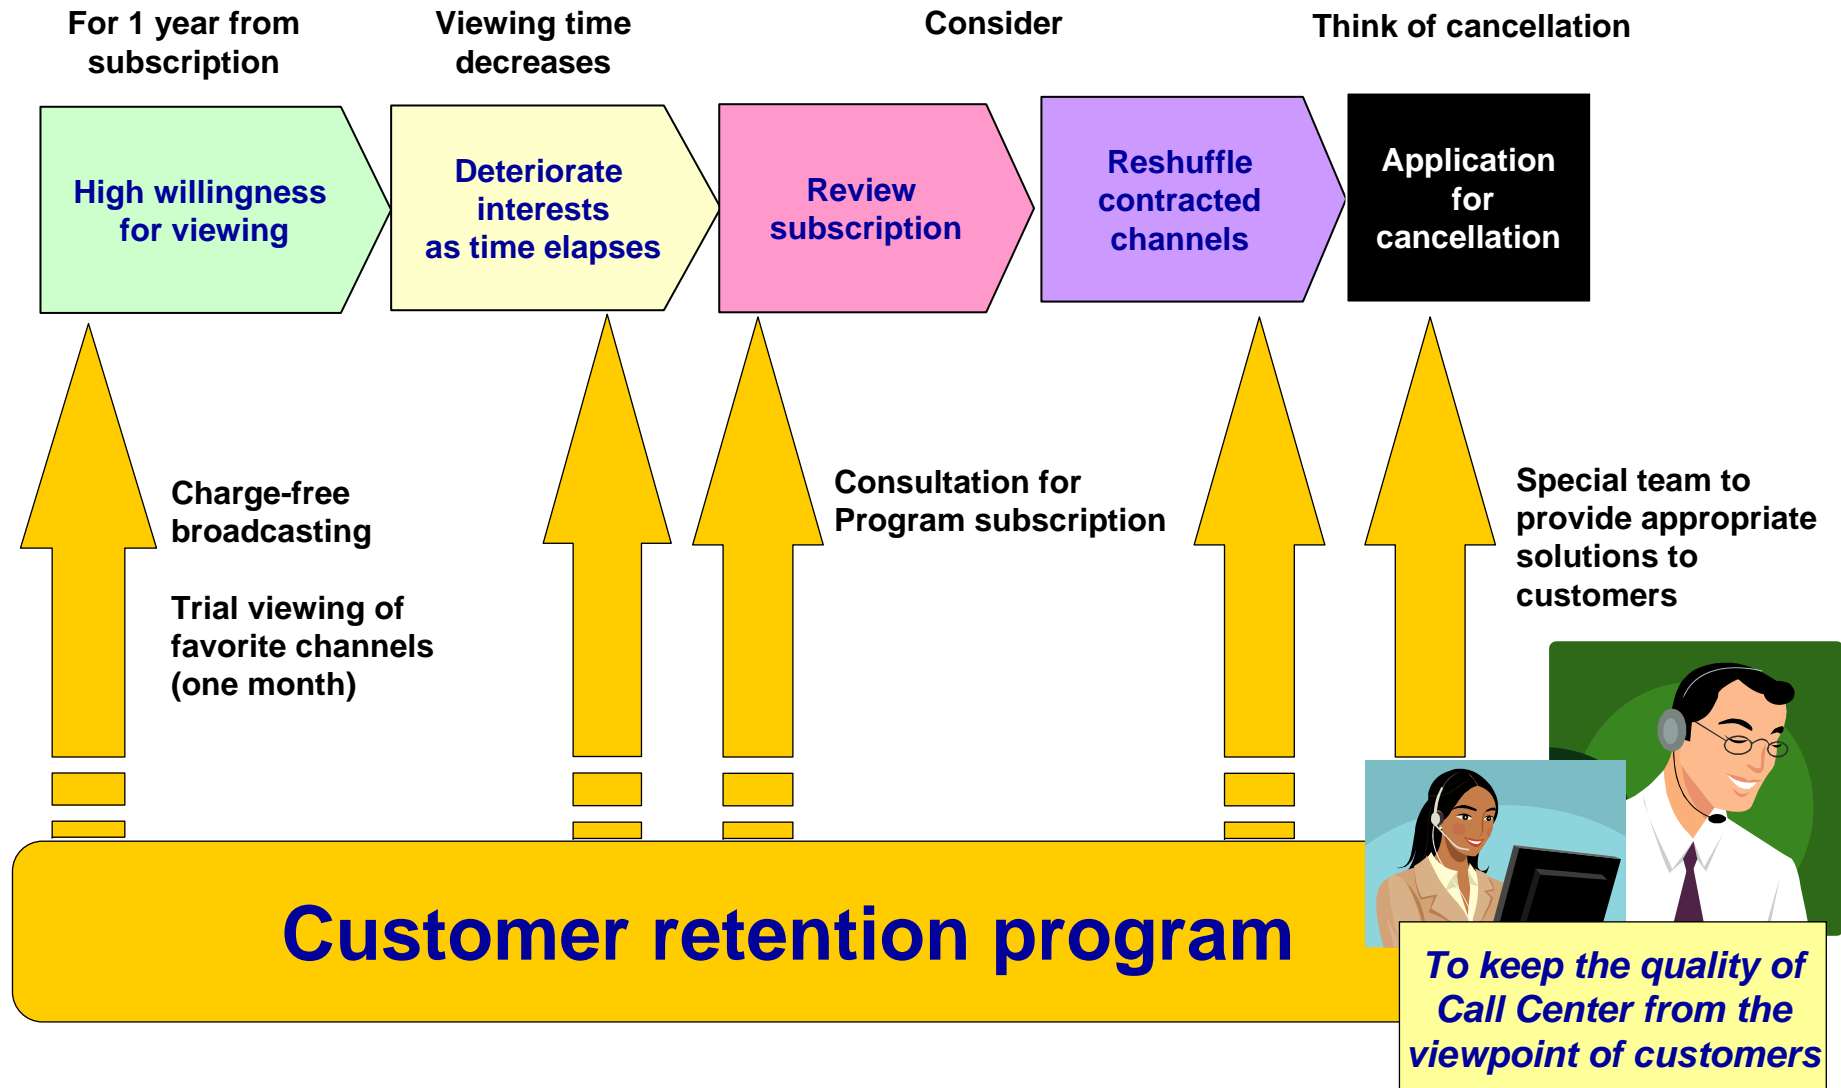 For 1 year from
subscription
Viewing time
decreases
Consider
Think of cancellation
High willingness
for viewing
Deteriorate
interests
as time elapses
Review
subscription
Reshuffle
contracted
channels
Application
for
cancellation
Charge-free
broadcasting
Trial viewing of
favorite channels
(one month)
Consultation for
Program subscription
Special team to
provide appropriate
solutions to
customers
Customer retention program
To keep the quality of
Call Center from the
viewpoint of customers